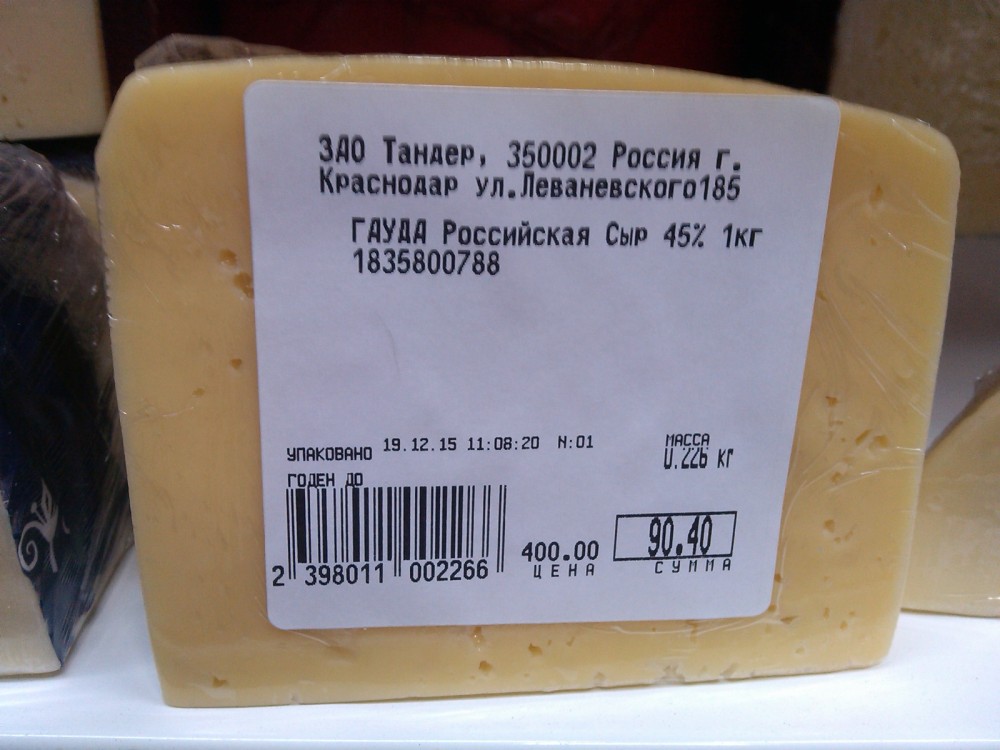 ЗАО Тандер, 350002 Россия г.
Краснодар ул.Леваневского185
ГАУДА Российская Сыр 45% 1кг
1835800788
УПАКОВАНО 19.12.15 11:08:20 N:01
МАССА
0.226 кг
ГОДЕН ДО
400.00 90.40
ЦЕНА СУММА
2 398011 002266